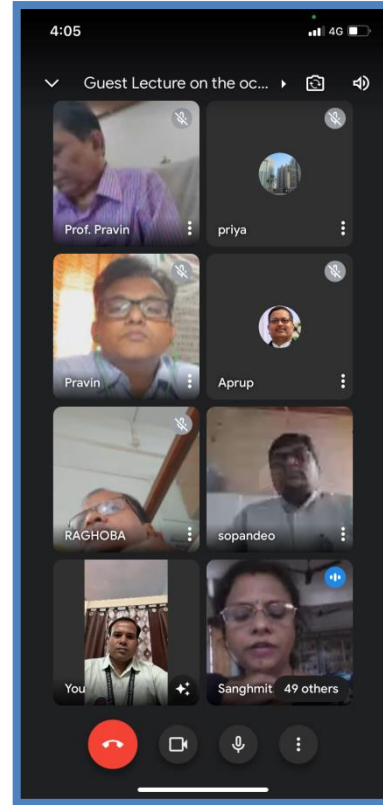 4:05
4G
Guest Lecture on the oc...
Prof. Pravin
priya
Pravin
Aprup
RAGHOBA
sopandeo
You
Sanghmit
49 others